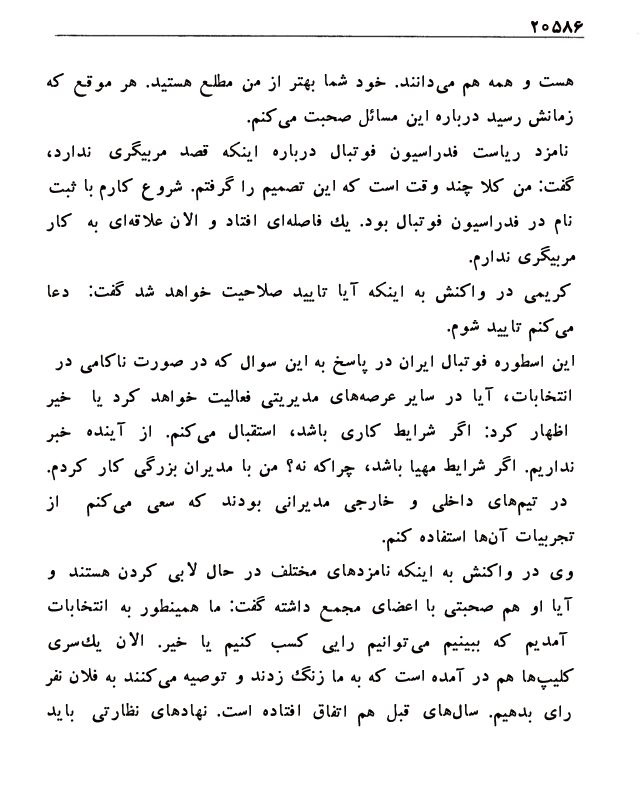 ۲۰۵۸۶
هست و همه هم می‌دانند. خود شما بهتر از من مطلع هستید. هر موقع که
زمانش رسید درباره این مسائل صحبت می‌کنم.
نامزد ریاست فدراسیون فوتبال درباره اینکه قصد مربیگری ندارد،
گفت: من کلا چند وقت است که این تصمیم را گرفتم. شروع کارم با ثبت
نام در فدراسیون فوتبال بود. یك فاصله‌ای افتاد و الان علاقه‌ای به کار
مربیگری ندارم.
کریمی در واکنش به اینکه آیا تایید صلاحیت خواهد شد گفت: دعا
می‌کنم تایید شوم.
این اسطوره فوتبال ایران در پاسخ به این سوال که در صورت ناکامی در
انتخابات، آیا در سایر عرصه‌های مدیریتی فعالیت خواهد کرد یا خیر
اظهار کرد: اگر شرایط کاری باشد، استقبال می‌کنم. از آینده خبر
نداریم. اگر شرایط مهیا باشد، چراکه نه؟ من با مدیران بزرگی کار کردم.
در تیم‌های داخلی و خارجی مدیرانی بودند که سعی می‌کنم از
تجربیات آن‌ها استفاده کنم.
وی در واکنش به اینکه نامزدهای مختلف در حال لابی کردن هستند و
آیا او هم صحبتی با اعضای مجمع داشته گفت: ما همینطور به انتخابات
آمدیم که ببینیم می‌توانیم رایی کسب کنیم یا خیر. الان یك‌سری
کلیپ‌ها هم در آمده است که به ما زنگ زدند و توصیه می‌کنند به فلان نفر
رای بدهیم. سال‌های قبل هم اتفاق افتاده است. نهادهای نظارتی باید